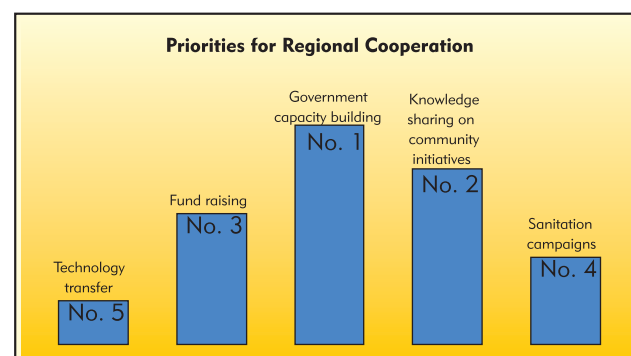 Priorities for Regional Cooperation
Technology
transfer
No. 5
Fund raising
No. 3
Government
capacity building
No. 1
Knowledge
sharing on
community
initiatives
No. 2
Sanitation
campaigns
No. 4